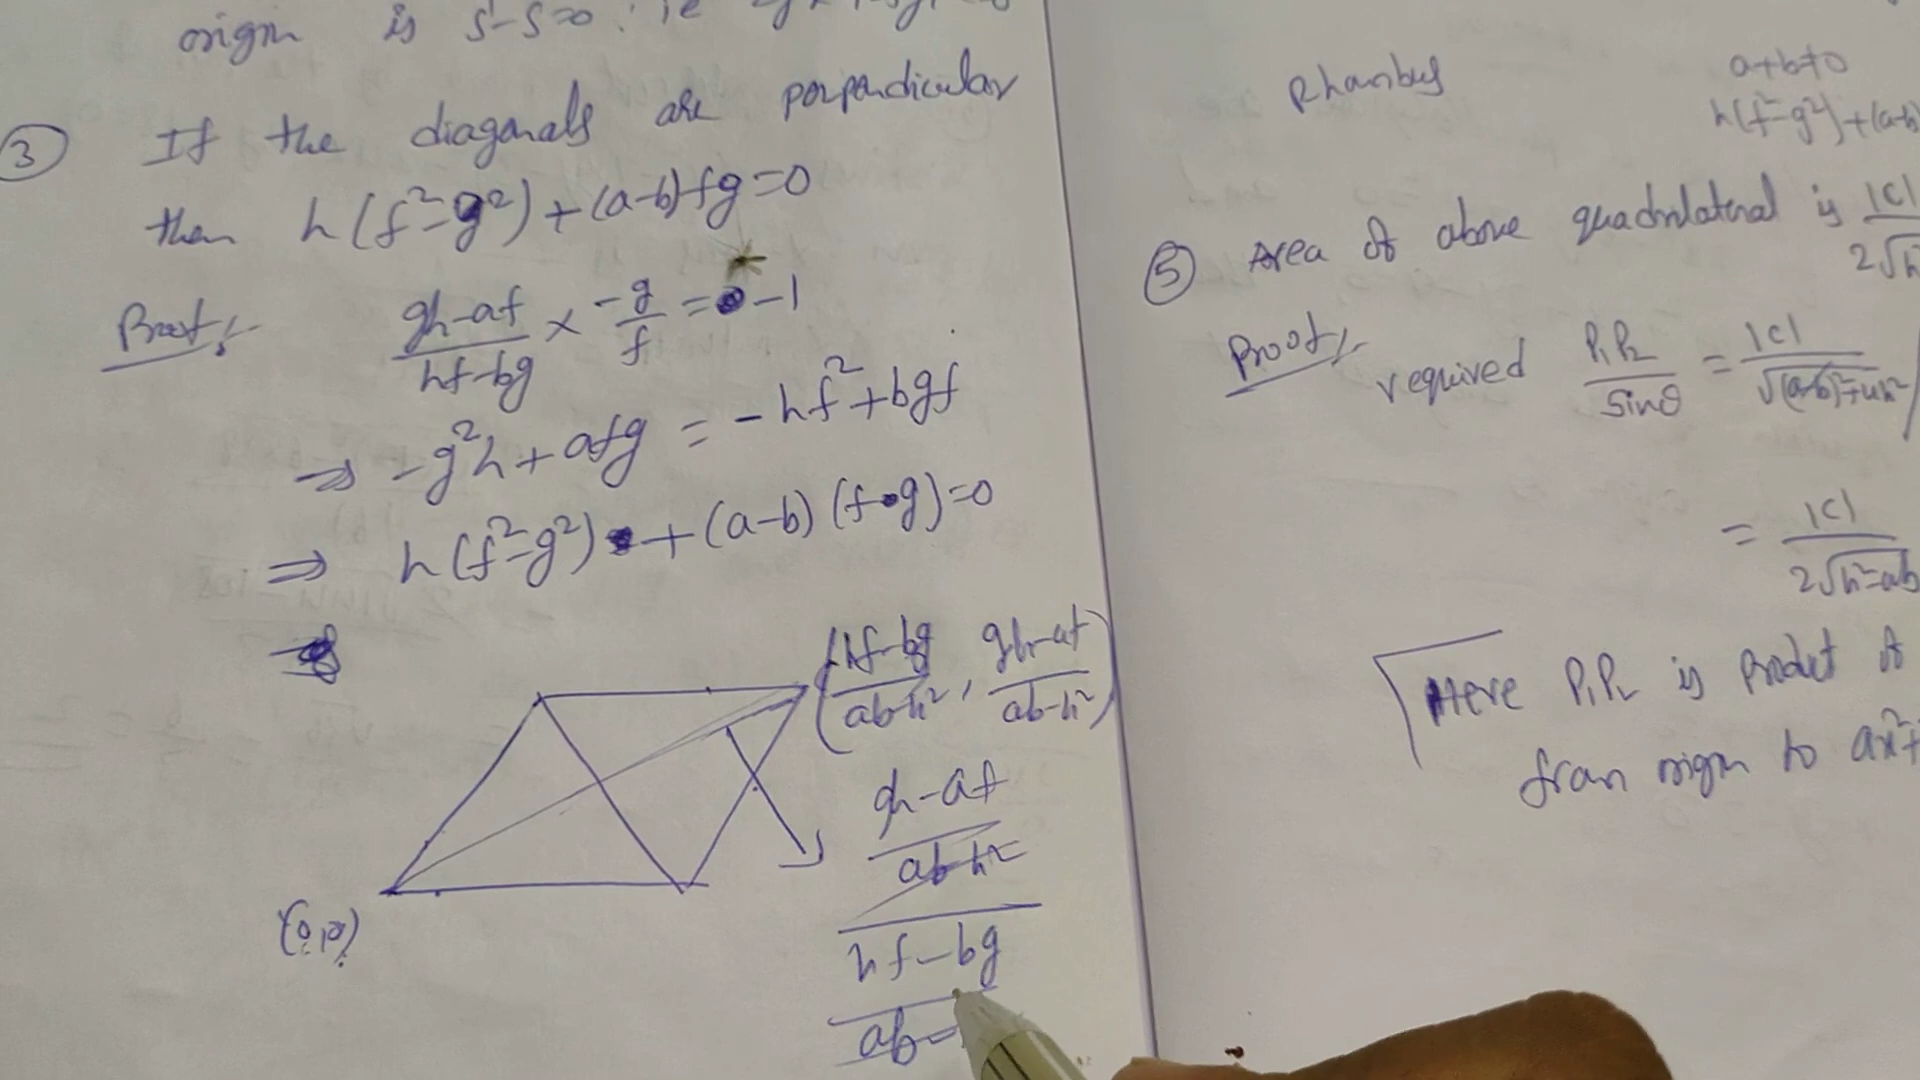 origin is S'-S=0
③ If the diagonals are perpendicular
then h(f²-g²)+(a-b)fg=0
Proof:-
gh-af/hf-bg × -g/f = -1
⇒ -g²h+afg = -hf²+bgf
⇒ h(f²-g²)+(a-b)(f·g)=0
(hf-bg/ab-h², gh-af/ab-h²)
gh-af
ab-h²
hf-bg
ab-
(0,0)
Rhombus
a+b≠0
h(f²-g²)+(a-b)
⑤ Area of above quadrilateral is |c|
2√h
Proof:-
required P₁P₂/sinθ = |c|/√(a-b)²+4h²
= |c|/2√h²-ab
Here P₁P₂ is product of
from origin to ax²+